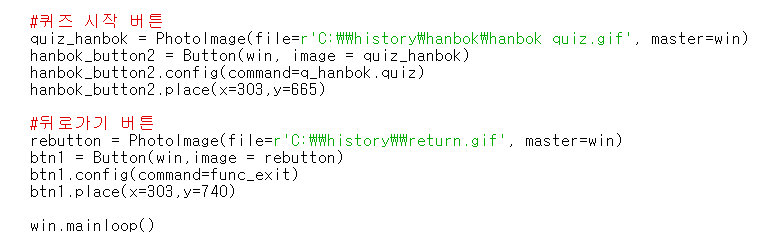 #퀴즈 시작 버튼
quiz_hanbok = PhotoImage(file=r'C:₩₩history₩hanbok₩hanbok quiz.gif', master=win)
hanbok_button2 = Button(win, image = quiz_hanbok)
hanbok_button2.config(command=q_hanbok.quiz)
hanbok_button2.place(x=303,y=665)
#뒤로가기 버튼
rebutton = PhotoImage(file=r'C:₩₩history₩₩return.gif', master=win)
btn1 = Button(win,image = rebutton)
btn1.config(command=func_exit)
btn1.place(x=303,y=740)
win.mainloop()